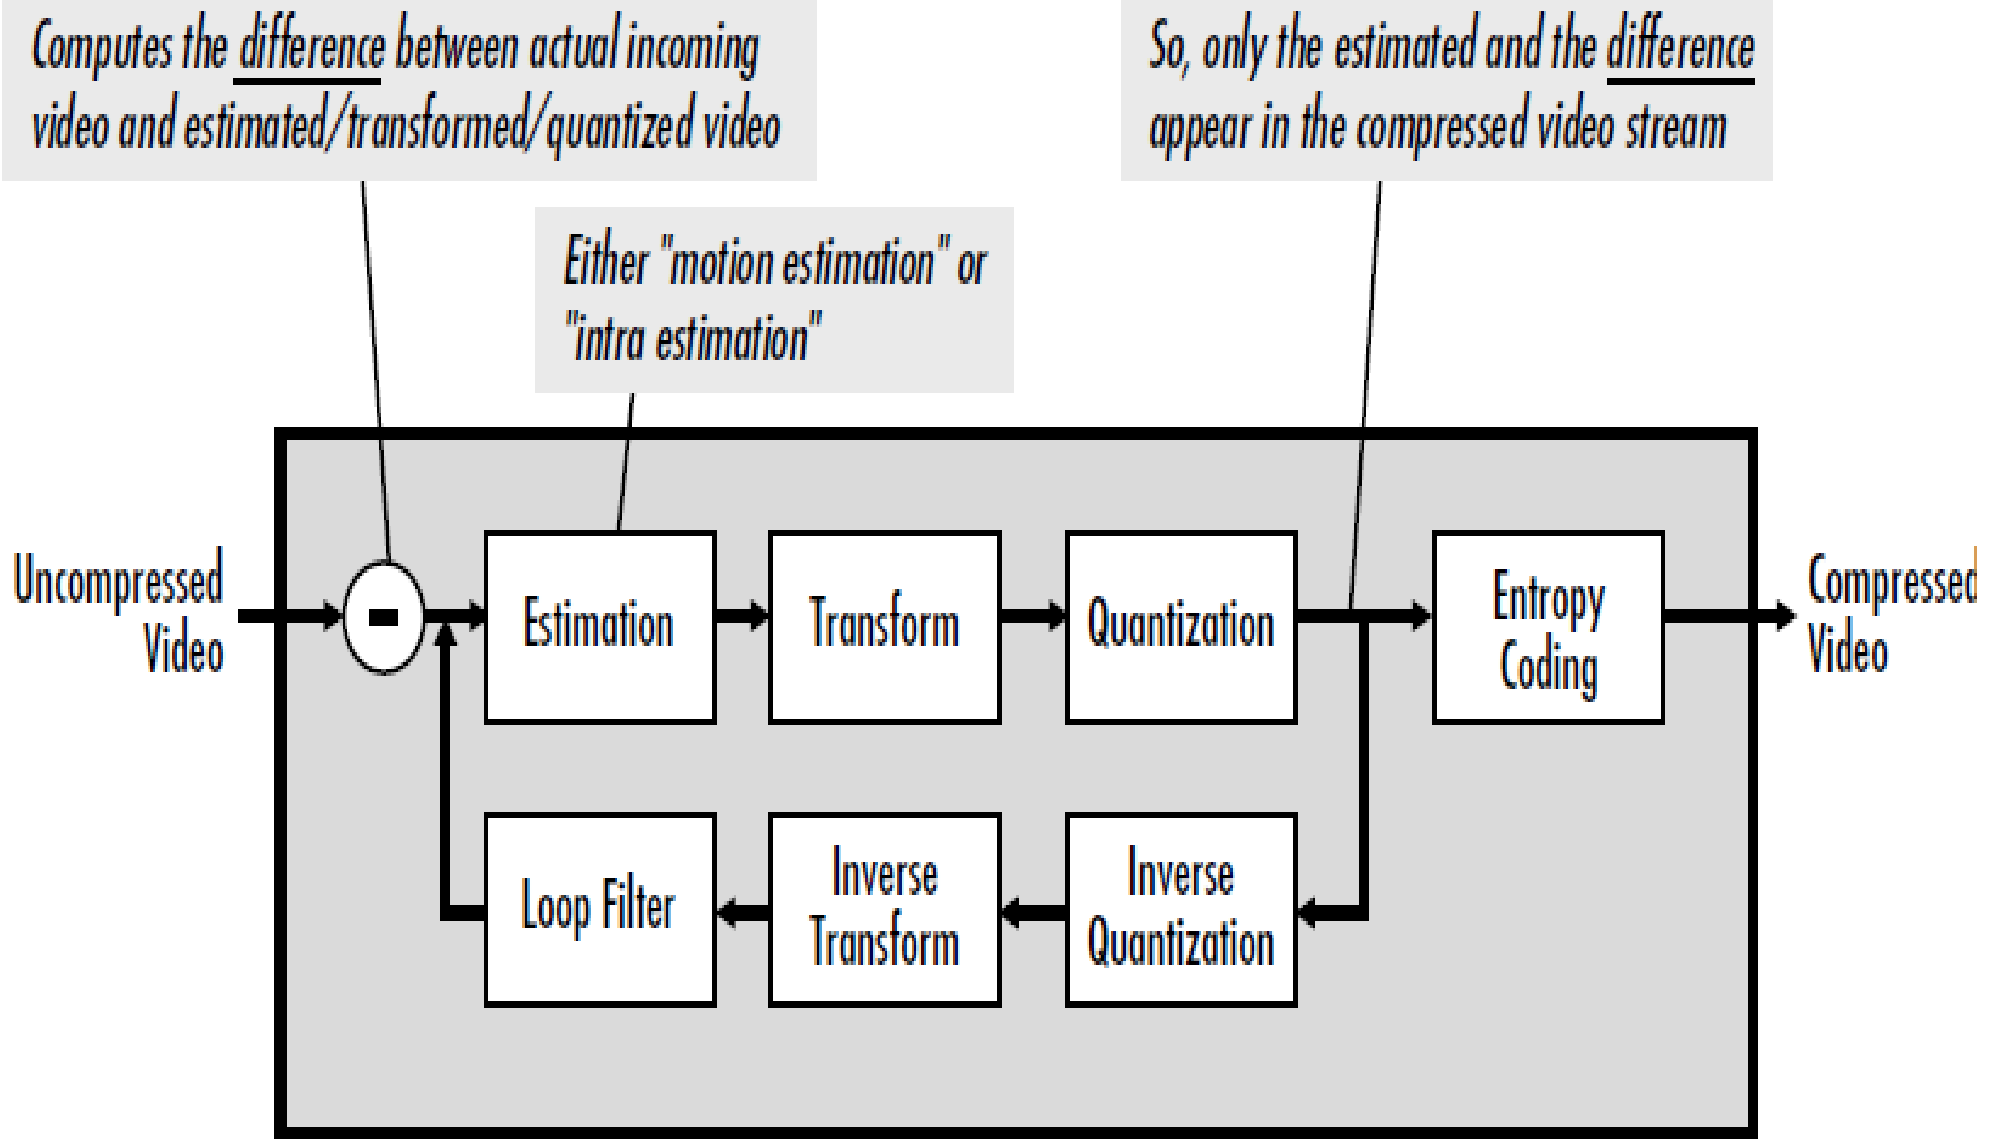 Computes the difference between actual incoming
video and estimated/transformed/quantized video
So, only the estimated and the difference
appear in the compressed video stream
Either "motion estimation" or
"intra estimation"
Uncompressed
Video
-
Estimation
Transform
Quantization
Entropy
Coding
Compressed
Video
Loop Filter
Inverse
Transform
Inverse
Quantization